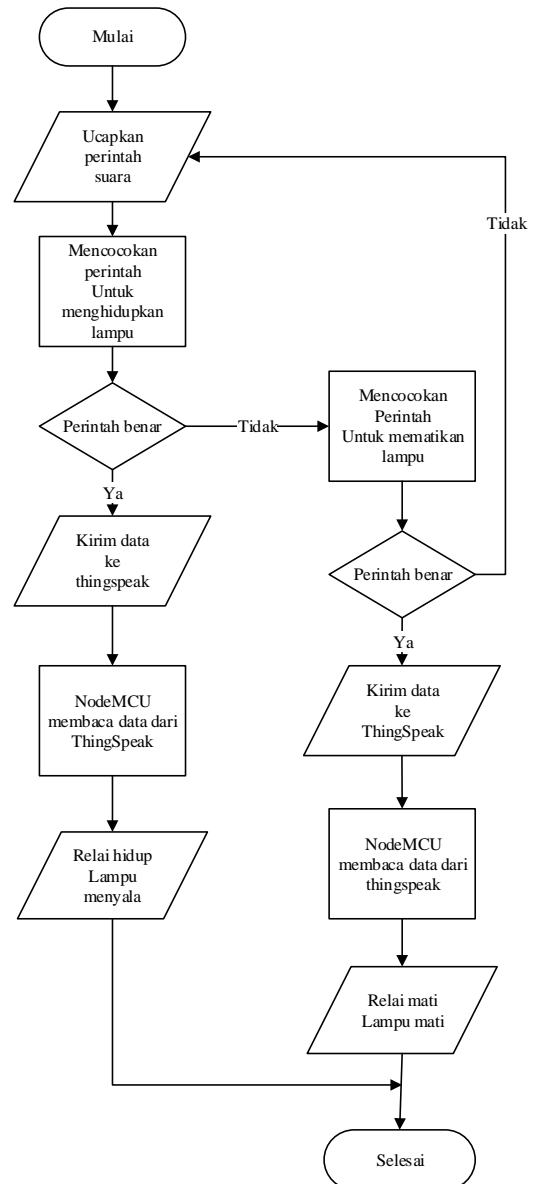 Mulai
Ucapkan
perintah
suara
Tidak
Mencocokan
perintah
Untuk
menghidupkan
lampu
Perintah benar
Tidak
Mencocokan
Perintah
Untuk mematikan
lampu
Ya
Kirim data
ke
thingspeak
Perintah benar
Ya
NodeMCU
membaca data dari
ThingSpeak
Kirim data
ke
ThingSpeak
Relai hidup
Lampu
menyala
NodeMCU
membaca data dari
thingspeak
Relai mati
Lampu mati
Selesai